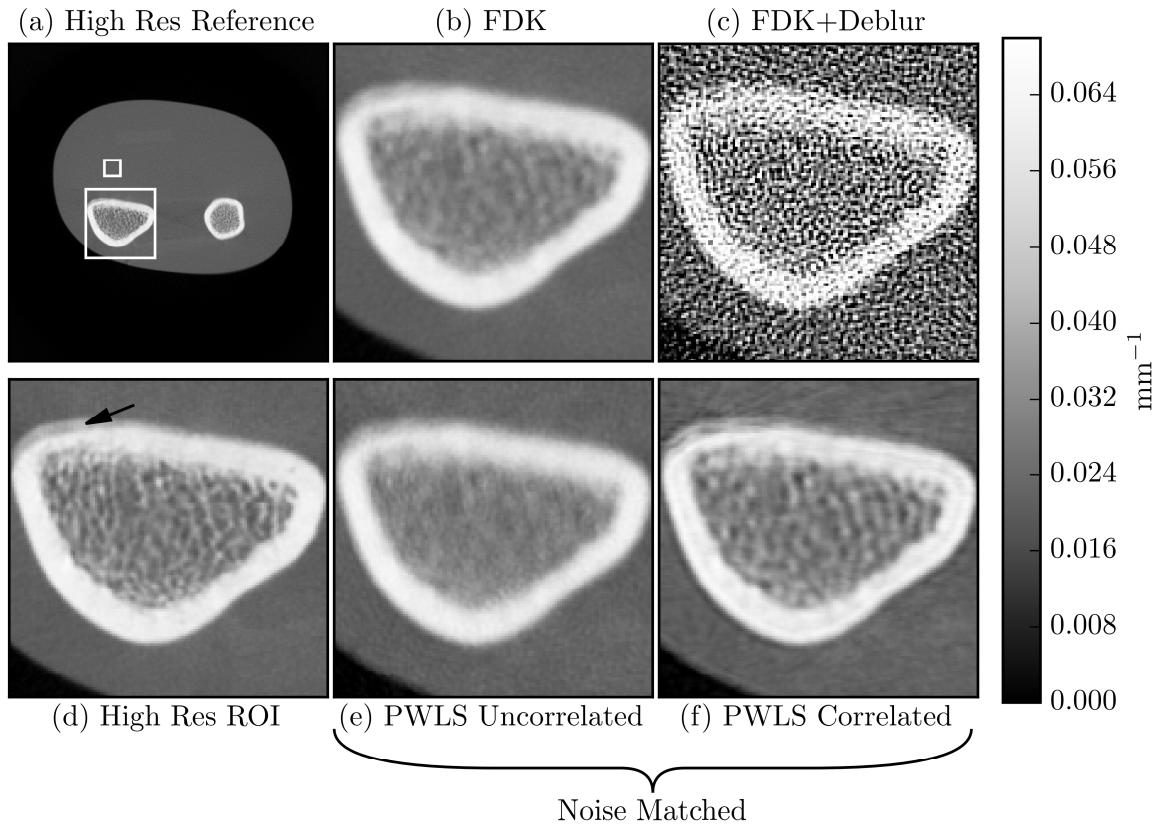 (a) High Res Reference
(b) FDK
(c) FDK+Deblur
0.064
0.056
0.048
0.040
0.032
0.024
0.016
0.008
0.000
mm⁻¹
(d) High Res ROI
(e) PWLS Uncorrelated
(f) PWLS Correlated
Noise Matched